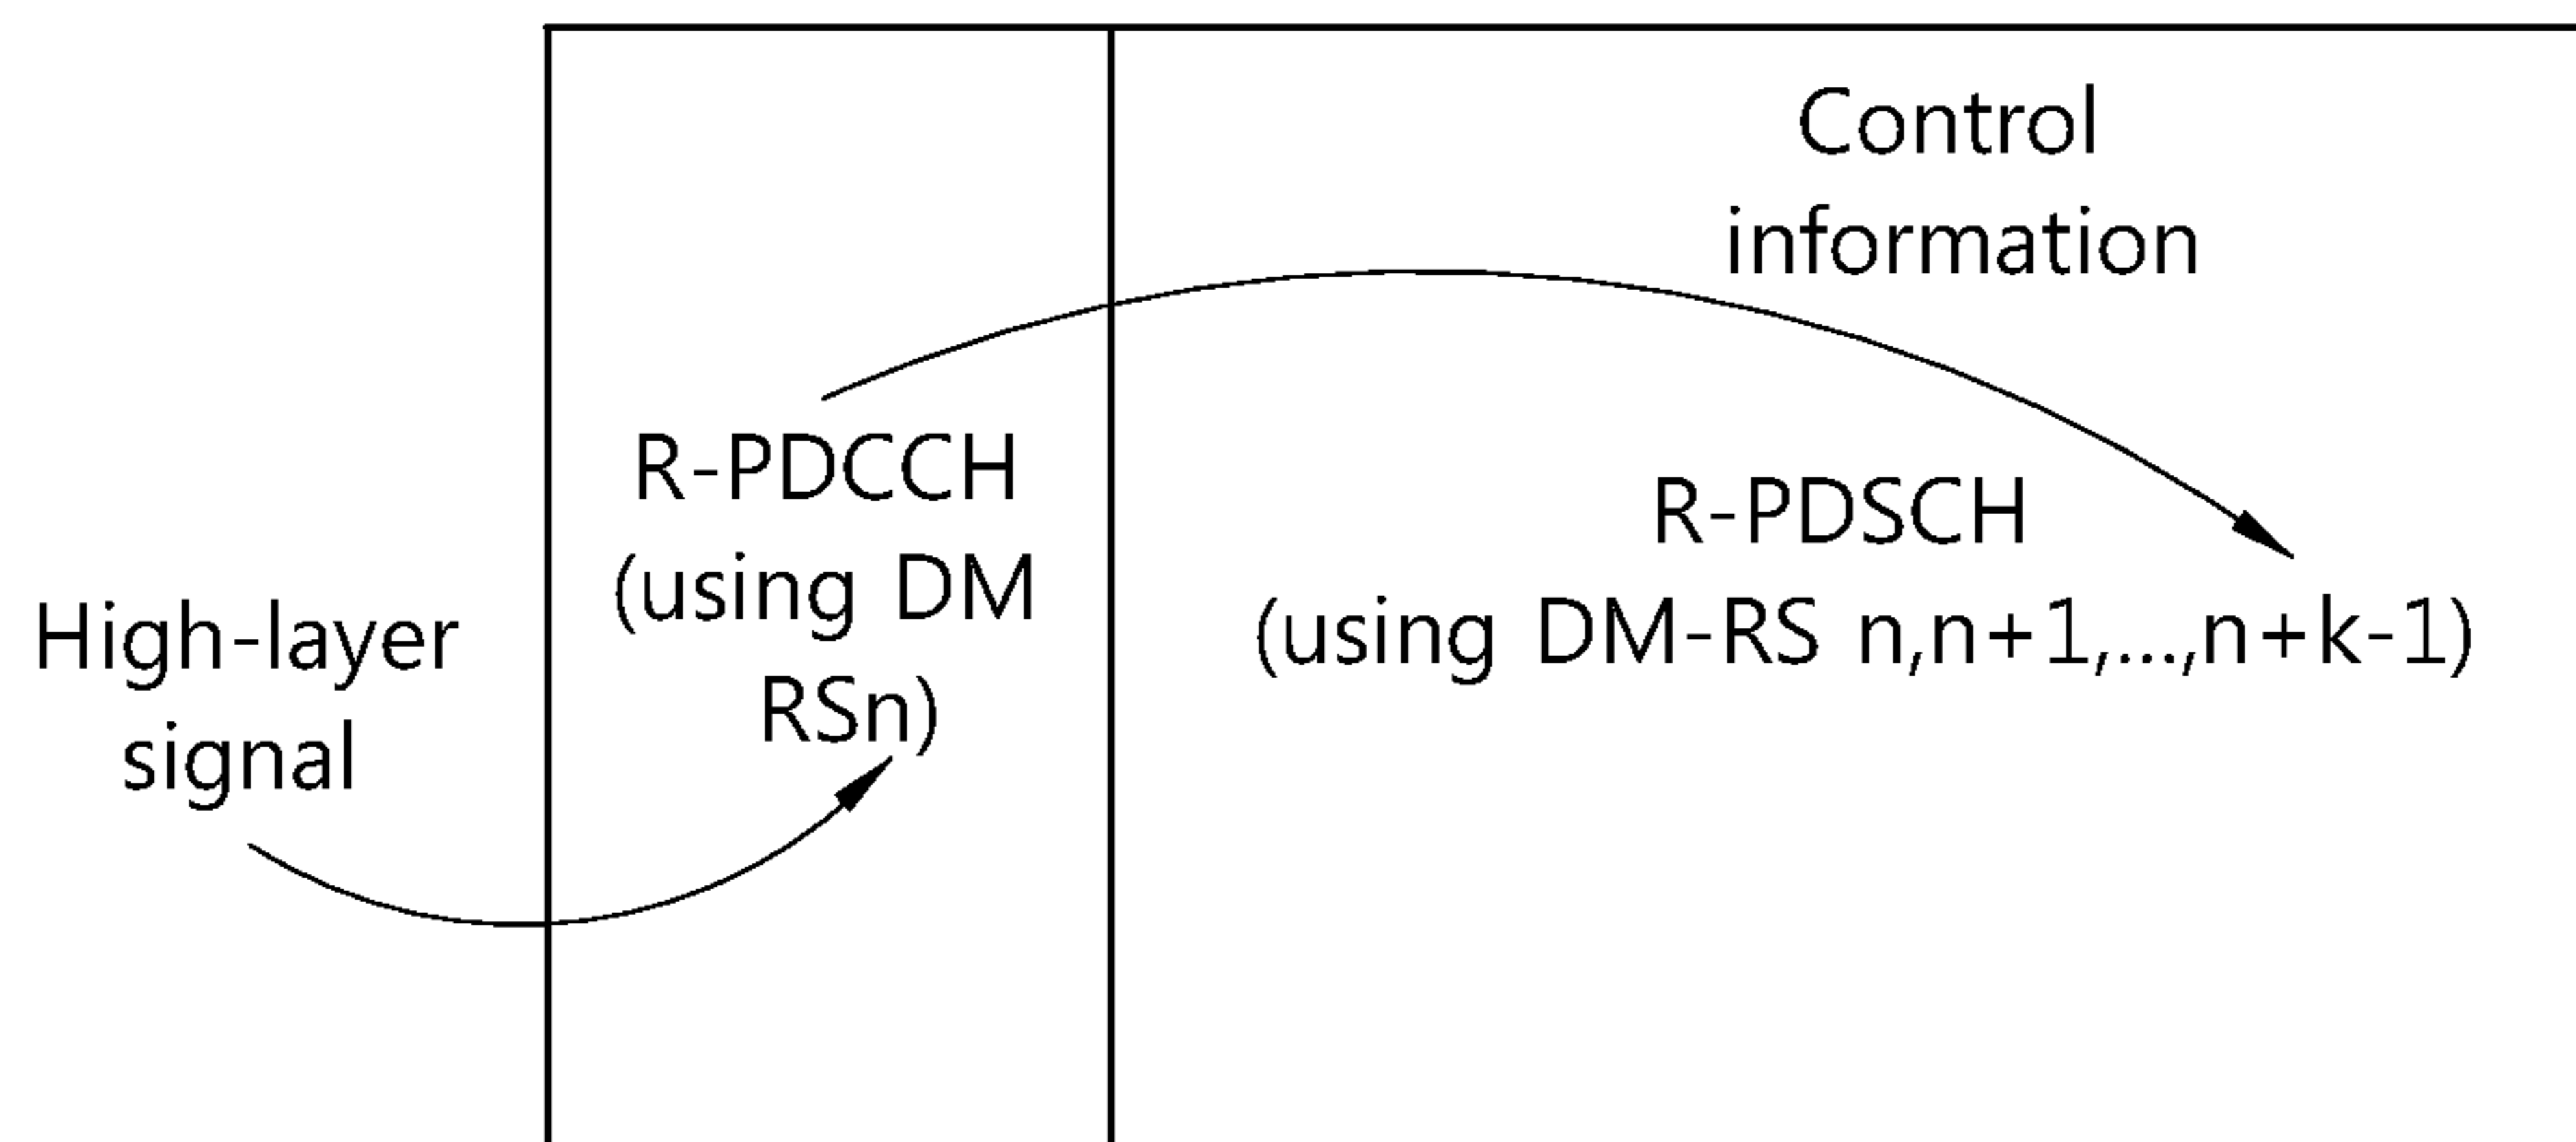 High-layer
signal
R-PDCCH
(using DM
RSn)
Control
information
R-PDSCH
(using DM-RS n,n+1,...,n+k-1)